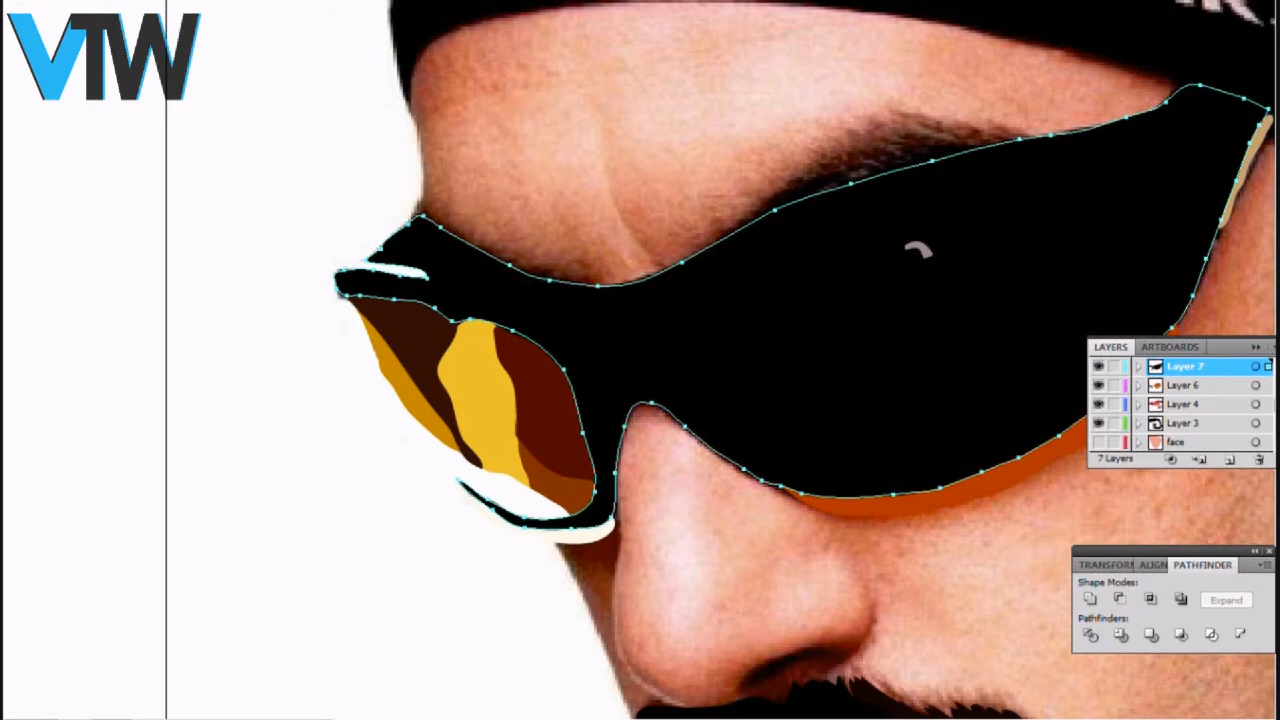 VTW
LAYERS ARTBOARDS
Layer 7
Layer 6
Layer 4
Layer 3
face
7 Layers
TRANSFORM ALIGN PATHFINDER
Shape Modes:
Expand
Pathfinders: